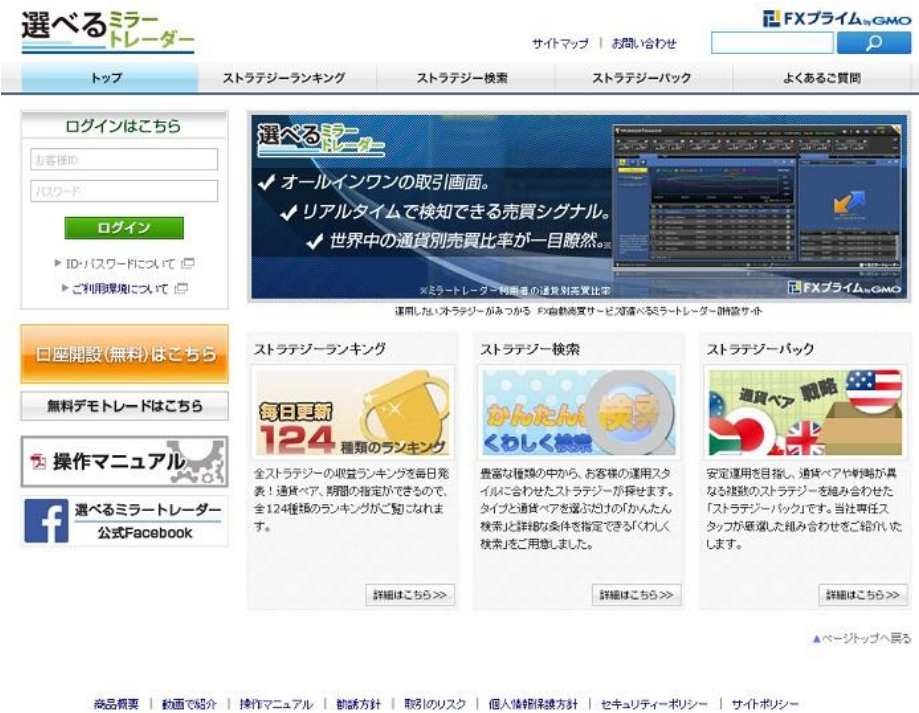 選べるミラートレーダー
FXプライム by GMO
サイトマップ | お問い合わせ
トップ
ストラテジーランキング
ストラテジー検索
ストラテジーパック
よくあるご質問
ログインはこちら
お客様ID:
パスワード:
ログイン
ID・パスワードについて
ご利用環境について
口座開設(無料)はこちら
無料デモトレードはこちら
操作マニュアル
選べるミラートレーダー
公式Facebook
選べるミラートレーダー
オールインワンの取引画面。
リアルタイムで検知できる売買シグナル。
世界中の通貨別売買比率が一目瞭然。※
※ミラートレーダー利用者の通貨別売買比率
FXプライム by GMO
運用したいストラテジーがみつかる FX自動売買サービス『選べるミラートレーダー』特設サイト
ストラテジーランキング
毎日更新
124種類のランキング
全ストラテジーの収益ランキングを毎日発
表!通貨ペア、期間の指定ができるので、
全124種類のランキングがご覧になれま
す。
詳細はこちら>>
ストラテジー検索
かんたん検索
くわしく検索
豊富な種類の中から、お客様の運用スタ
イルに合わせたストラテジーが探せます。
タイプと通貨ペアを選ぶだけの「かんたん
検索」と詳細な条件を指定できる「くわしく
検索」をご用意しました。
詳細はこちら>>
ストラテジーパック
通貨ペア
戦略
安定運用を目指し、通貨ペアや戦略が異
なる複数のストラテジーを組み合わせた
「ストラテジーパック」です。当社専任ス
タッフが厳選した組み合わせをご紹介いた
します。
詳細はこちら>>
▲ページトップへ戻る
商品概要 | 動画で紹介 | 操作マニュアル | 勧誘方針 | 取引のリスク | 個人情報保護方針 | セキュリティーポリシー | サイトポリシー